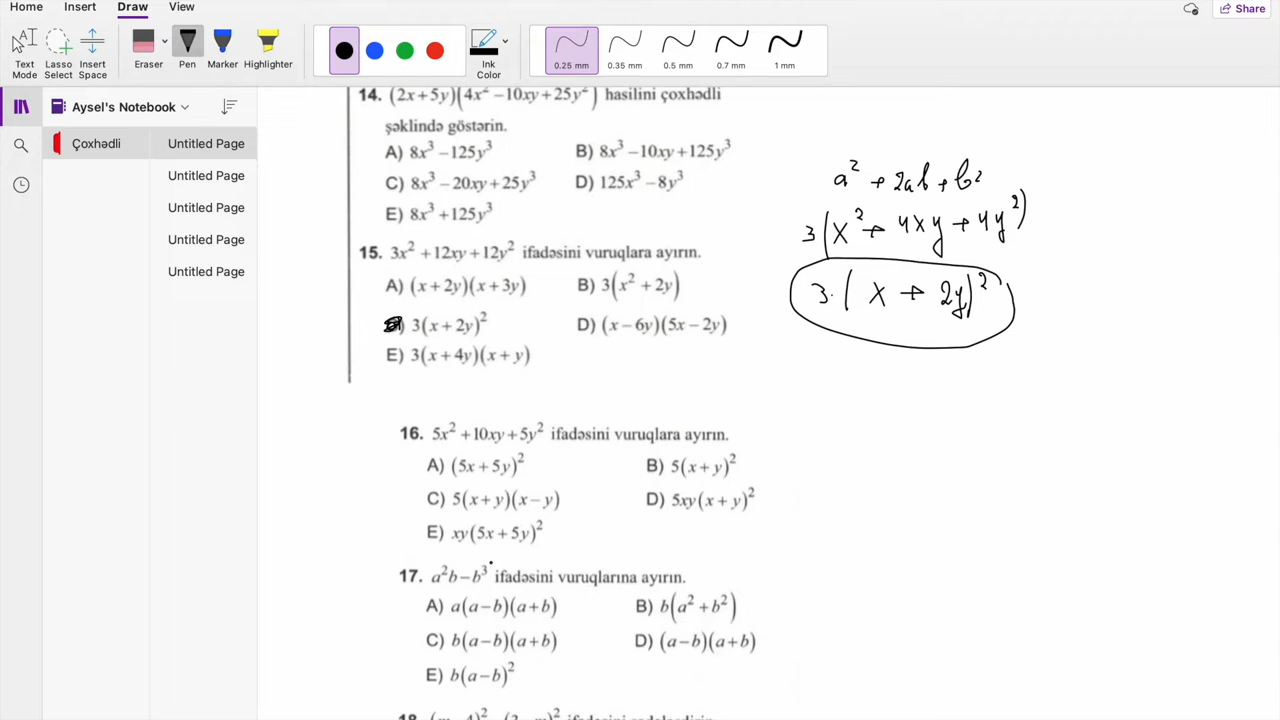 Home Insert Draw View Share
Text Mode Lasso Select Insert Space Eraser Pen Marker Highlighter Ink Color 0.25 mm 0.35 mm 0.5 mm 0.7 mm 1 mm
Aysel's Notebook
Çoxhədli
Untitled Page
Untitled Page
Untitled Page
Untitled Page
Untitled Page
14. (2x+5y)(4x²−10xy+25y²) hasilini çoxhədli
şəklində göstərin.
A) 8x³−125y³ B) 8x³−10xy+125y³
C) 8x³−20xy+25y³ D) 125x³−8y³
E) 8x³+125y³
15. 3x²+12xy+12y² ifadəsini vuruqlara ayırın.
A) (x+2y)(x+3y) B) 3(x²+2y)
3(x+2y)² D) (x−6y)(5x−2y)
E) 3(x+4y)(x+y)
a²+2ab+b²
3(x²+4xy+4y²)
3·(x+2y)²
16. 5x²+10xy+5y² ifadəsini vuruqlara ayırın.
A) (5x+5y)² B) 5(x+y)²
C) 5(x+y)(x−y) D) 5xy(x+y)²
E) xy(5x+5y)²
17. a²b−b³ ifadəsini vuruqlarına ayırın.
A) a(a−b)(a+b) B) b(a²+b²)
C) b(a−b)(a+b) D) (a−b)(a+b)
E) b(a−b)²